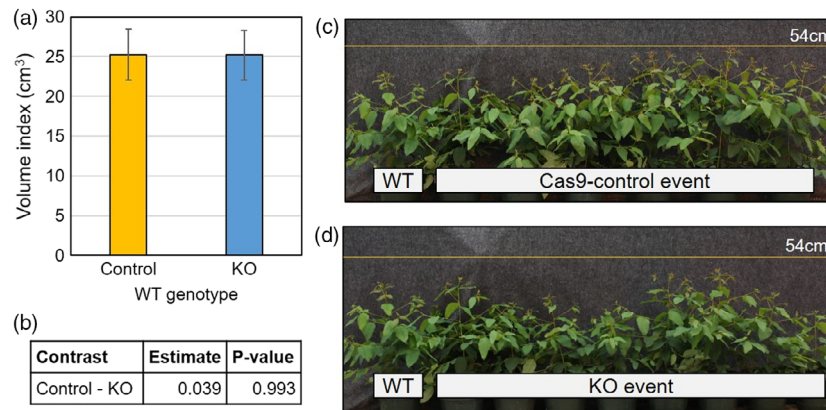 (a)
30
25
20
15
10
5
0
Volume index (cm³)
Control KO
WT genotype
(b)
Contrast Estimate P-value
Control - KO 0.039 0.993
(c)
54cm
WT Cas9-control event
(d)
54cm
WT KO event